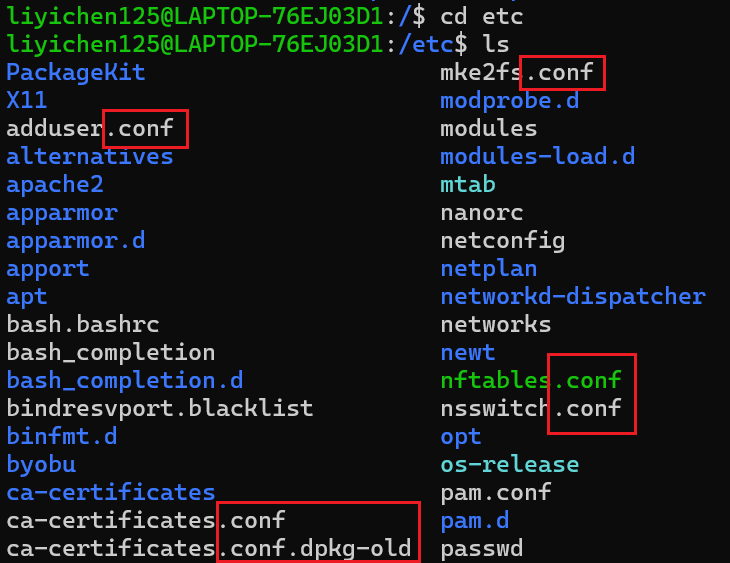 liyichen125@LAPTOP-76EJ03D1:/$ cd etc
liyichen125@LAPTOP-76EJ03D1:/etc$ ls
PackageKit mke2fs.conf
X11 modprobe.d
adduser.conf modules
alternatives modules-load.d
apache2 mtab
apparmor nanorc
apparmor.d netconfig
apport netplan
apt networkd-dispatcher
bash.bashrc networks
bash_completion newt
bash_completion.d nftables.conf
bindresvport.blacklist nsswitch.conf
binfmt.d opt
byobu os-release
ca-certificates pam.conf
ca-certificates.conf pam.d
ca-certificates.conf.dpkg-old passwd